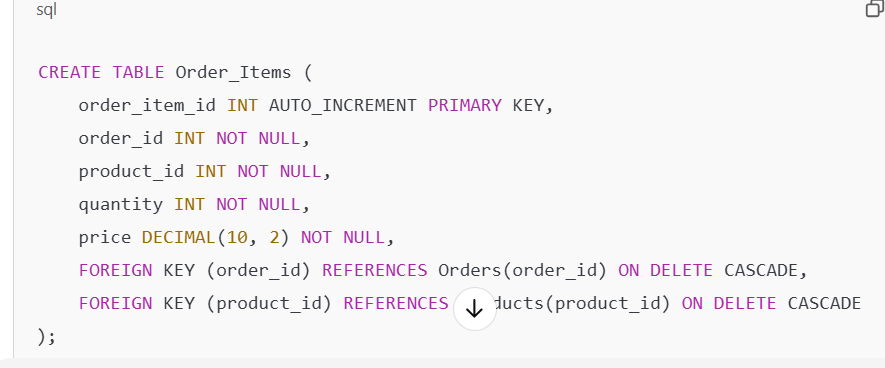 sql
CREATE TABLE Order_Items (
order_item_id INT AUTO_INCREMENT PRIMARY KEY,
order_id INT NOT NULL,
product_id INT NOT NULL,
quantity INT NOT NULL,
price DECIMAL(10, 2) NOT NULL,
FOREIGN KEY (order_id) REFERENCES Orders(order_id) ON DELETE CASCADE,
FOREIGN KEY (product_id) REFERENCES ducts(product_id) ON DELETE CASCADE
);